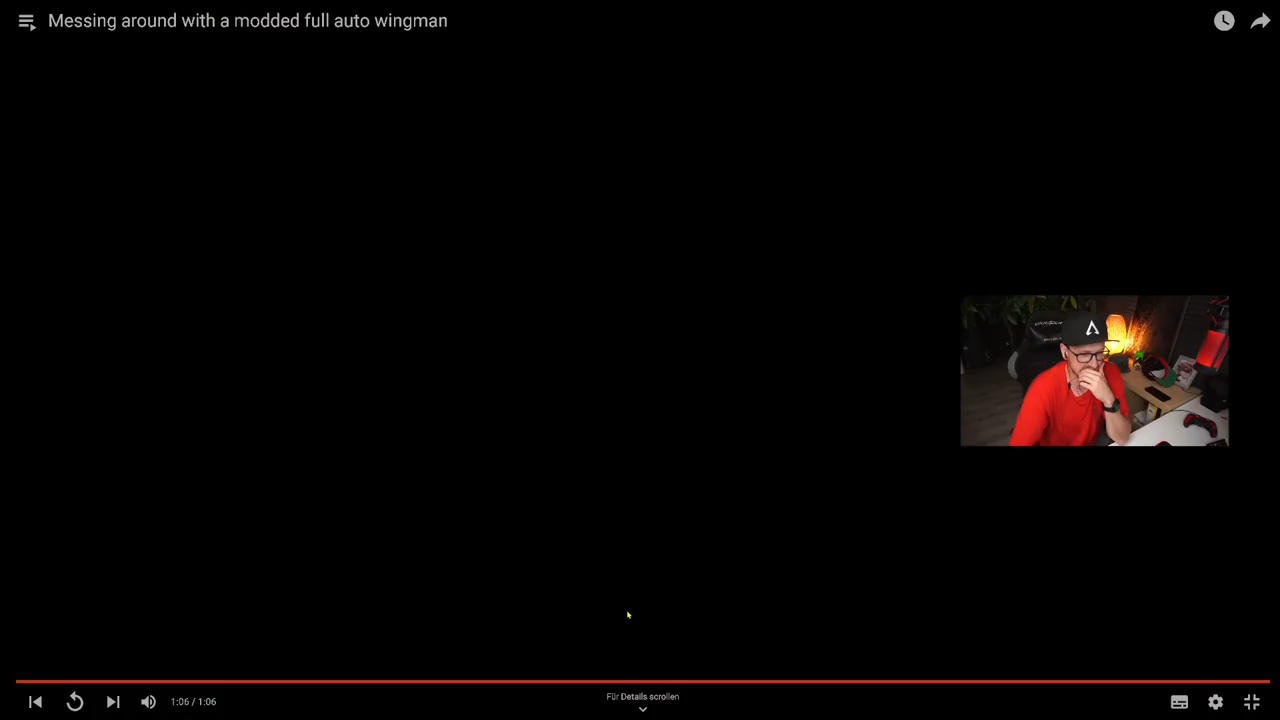 Messing around with a modded full auto wingman
1:06 / 1:06
Für Details scrollen